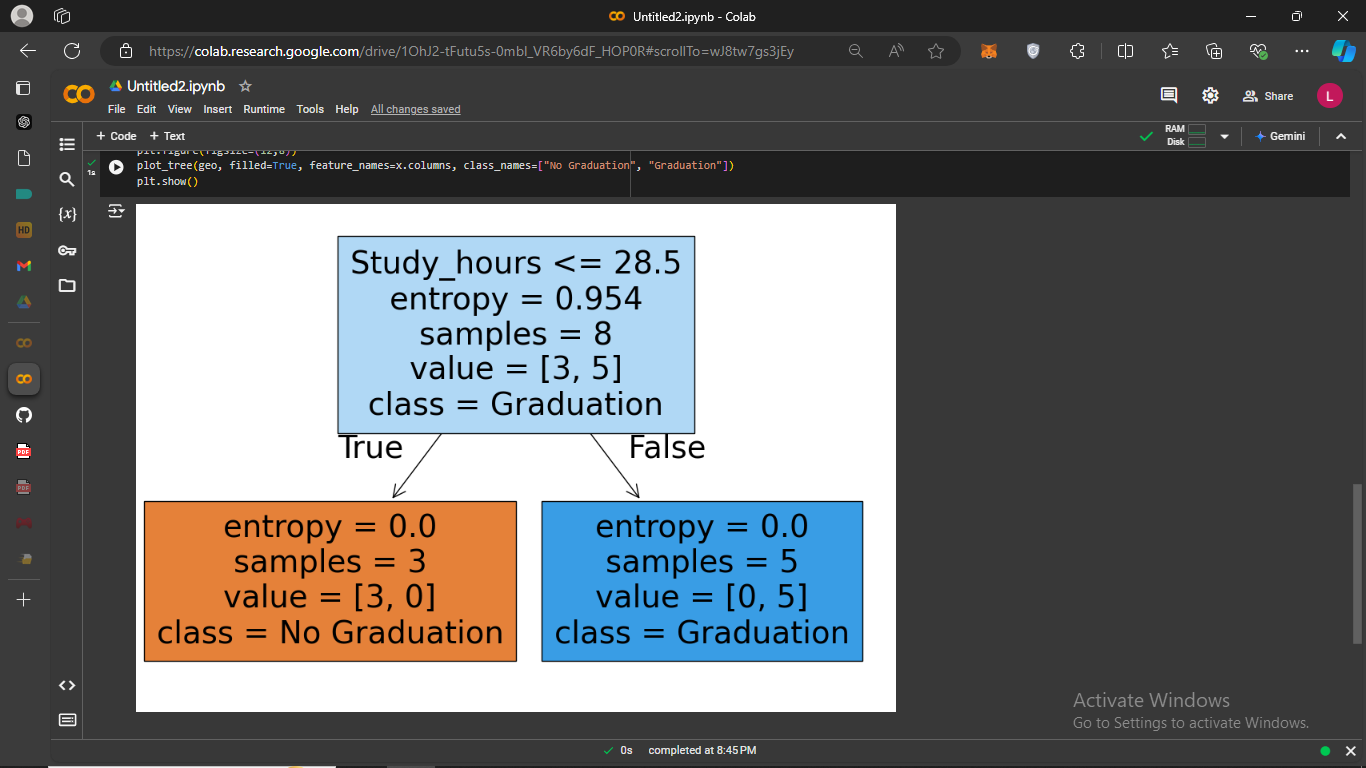 Untitled2.ipynb - Colab
https://colab.research.google.com/drive/1OhJ2-tFutu5s-0mbI_VR6by6dF_HOP0R#scrollTo=wJ8tw7gs3jEy
Untitled2.ipynb
File Edit View Insert Runtime Tools Help All changes saved
Share
L
+ Code + Text
RAM
Disk
Gemini
plt.figure(figsize=(12,8))
1s
plot_tree(geo, filled=True, feature_names=x.columns, class_names=["No Graduation", "Graduation"])
plt.show()
HD
{x}
PDF
PDF
Study_hours <= 28.5
entropy = 0.954
samples = 8
value = [3, 5]
class = Graduation
True
False
entropy = 0.0
samples = 3
value = [3, 0]
class = No Graduation
entropy = 0.0
samples = 5
value = [0, 5]
class = Graduation
Activate Windows
Go to Settings to activate Windows.
0s completed at 8:45 PM